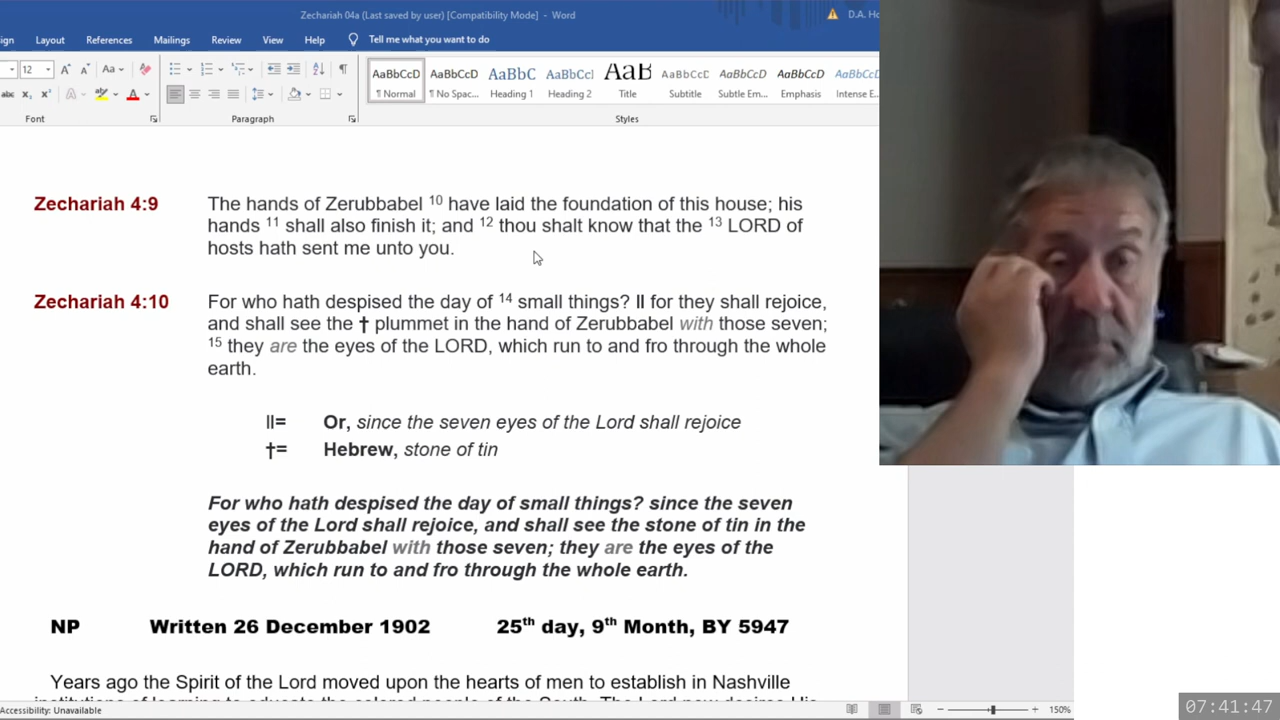 Zechariah 04a (Last saved by user) [Compatibility Mode] - Word
D.A. Ho
ign Layout References Mailings Review View Help Tell me what you want to do
12 Aa
AaBbCcD AaBbCcD AaBbC AaBbCcl AaB AaBbCcD AaBbCcD AaBbCcD AaBbCcD
abc X₂ X² A A
¶ Normal ¶ No Spac... Heading 1 Heading 2 Title Subtitle Subtle Em... Emphasis Intense E...
Font Paragraph Styles
Zechariah 4:9 The hands of Zerubbabel 10 have laid the foundation of this house; his
hands 11 shall also finish it; and 12 thou shalt know that the 13 LORD of
hosts hath sent me unto you.
Zechariah 4:10 For who hath despised the day of 14 small things? ll for they shall rejoice,
and shall see the † plummet in the hand of Zerubbabel with those seven;
15 they are the eyes of the LORD, which run to and fro through the whole
earth.
ll= Or, since the seven eyes of the Lord shall rejoice
†= Hebrew, stone of tin
For who hath despised the day of small things? since the seven
eyes of the Lord shall rejoice, and shall see the stone of tin in the
hand of Zerubbabel with those seven; they are the eyes of the
LORD, which run to and fro through the whole earth.
NP Written 26 December 1902 25th day, 9th Month, BY 5947
Years ago the Spirit of the Lord moved upon the hearts of men to establish in Nashville
Accessibility: Unavailable
150%
07:41:47